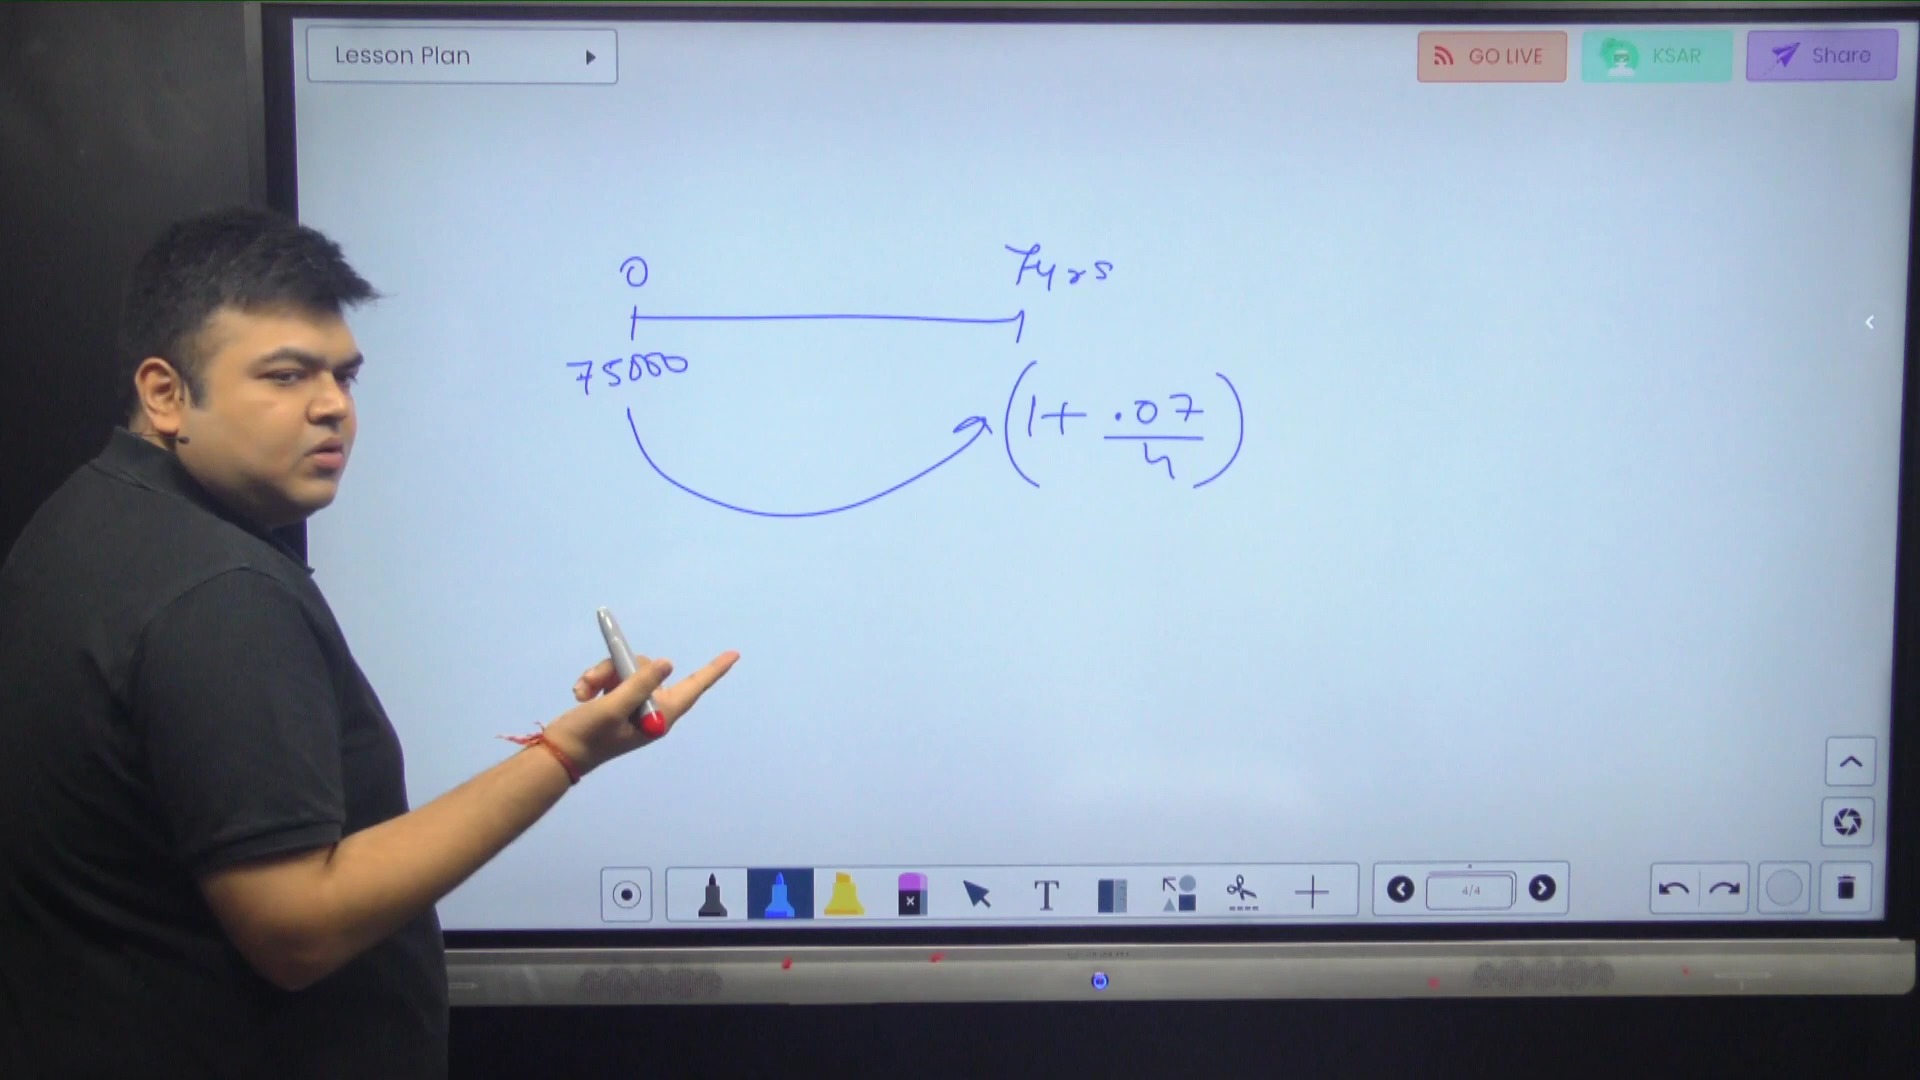 Lesson Plan
GO LIVE
KSAR
Share
0
7yrs
75000
(1 + .07/4)
T
4/4